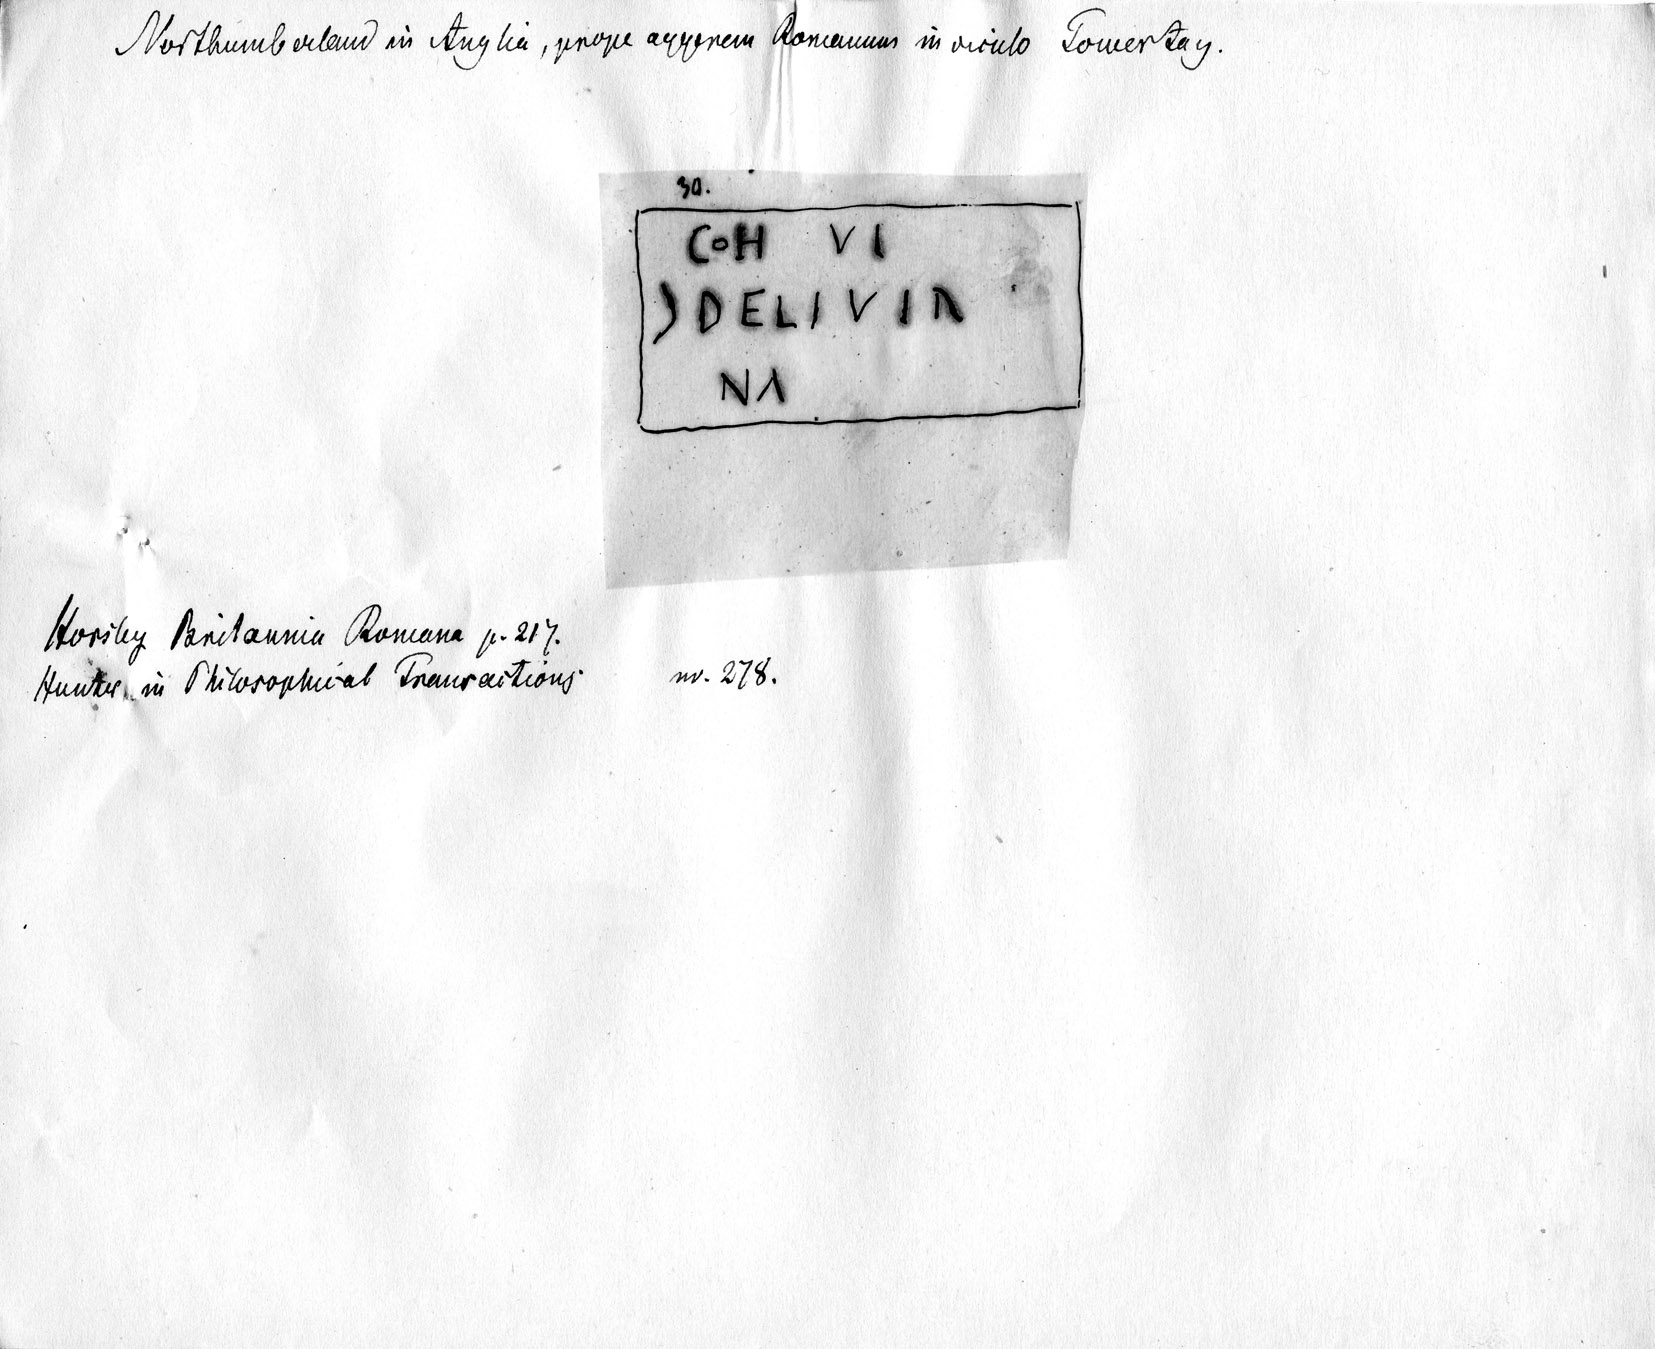 Northumberland in Anglia, prope aggerem Romanum in viculo Towertay.
30.
COH VI
) DELIVIA
NA
Horsley Britannia Romana p. 217.
Hunter in Philosophical Transactions nr. 278.